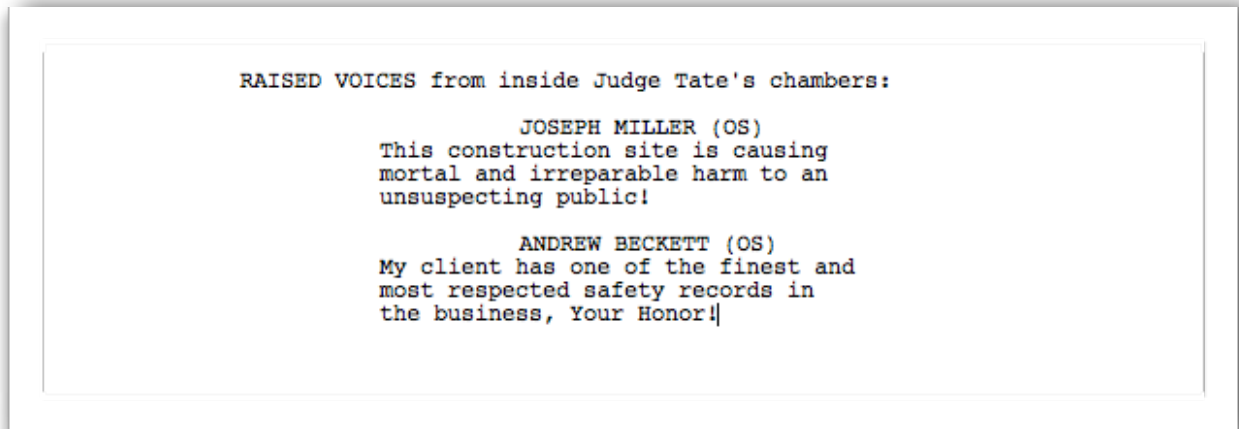 RAISED VOICES from inside Judge Tate's chambers:
JOSEPH MILLER (OS)
This construction site is causing
mortal and irreparable harm to an
unsuspecting public!
ANDREW BECKETT (OS)
My client has one of the finest and
most respected safety records in
the business, Your Honor!